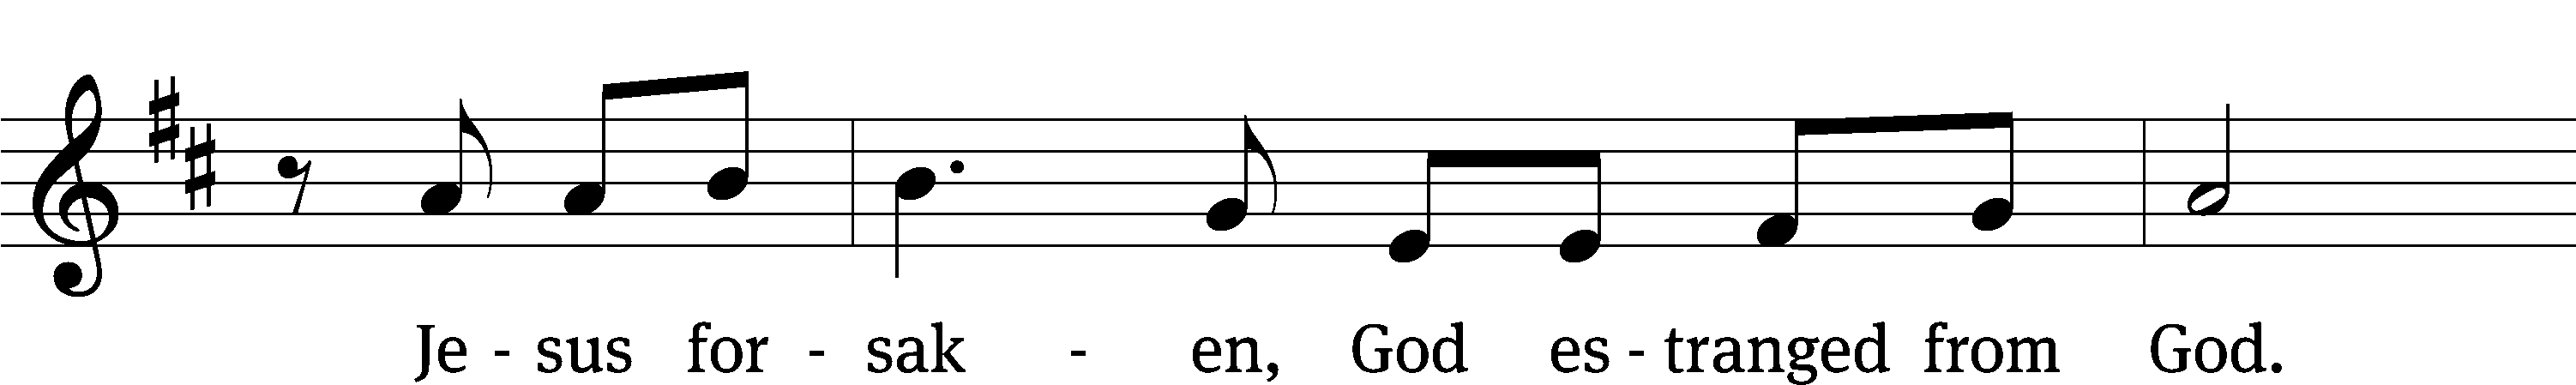 Je - sus for - sak - en, God es - tranged from God.